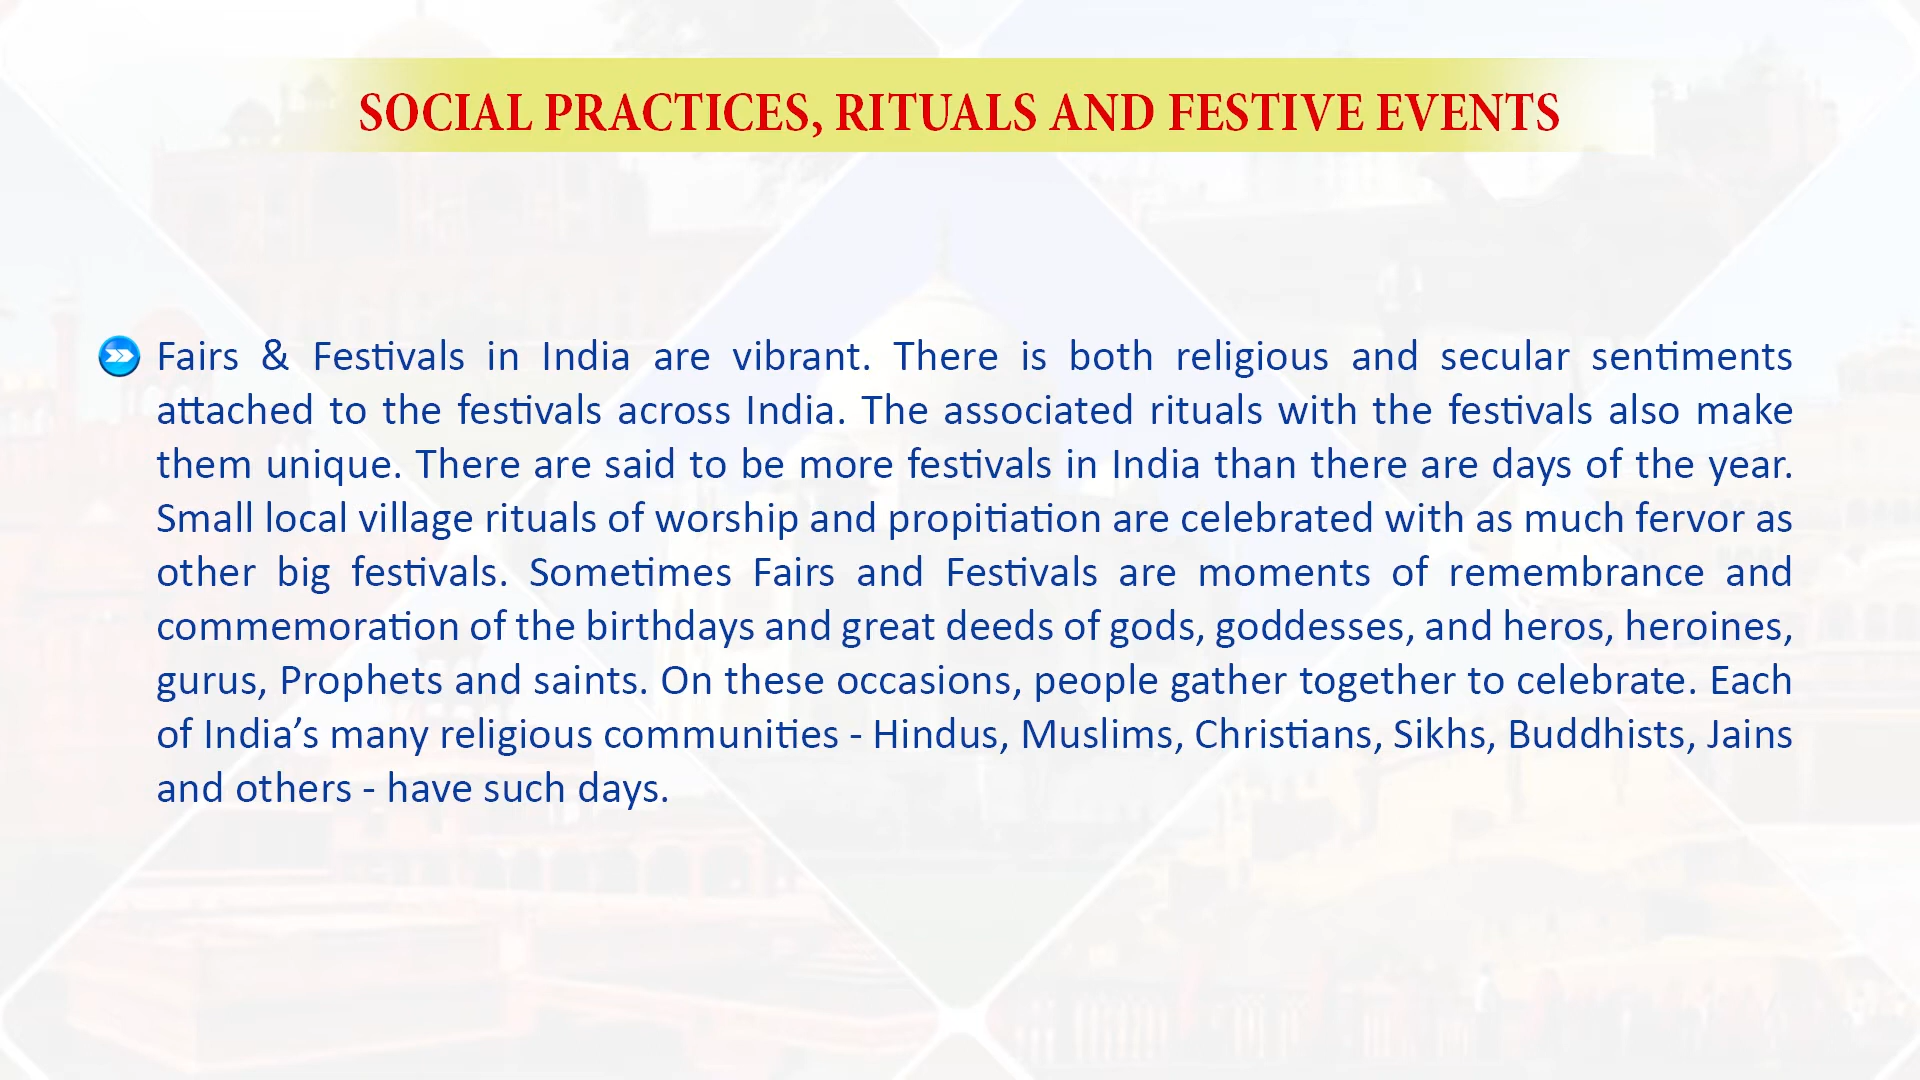 SOCIAL PRACTICES, RITUALS AND FESTIVE EVENTS
Fairs & Festivals in India are vibrant. There is both religious and secular sentiments
attached to the festivals across India. The associated rituals with the festivals also make
them unique. There are said to be more festivals in India than there are days of the year.
Small local village rituals of worship and propitiation are celebrated with as much fervor as
other big festivals. Sometimes Fairs and Festivals are moments of remembrance and
commemoration of the birthdays and great deeds of gods, goddesses, and heros, heroines,
gurus, Prophets and saints. On these occasions, people gather together to celebrate. Each
of India’s many religious communities - Hindus, Muslims, Christians, Sikhs, Buddhists, Jains
and others - have such days.